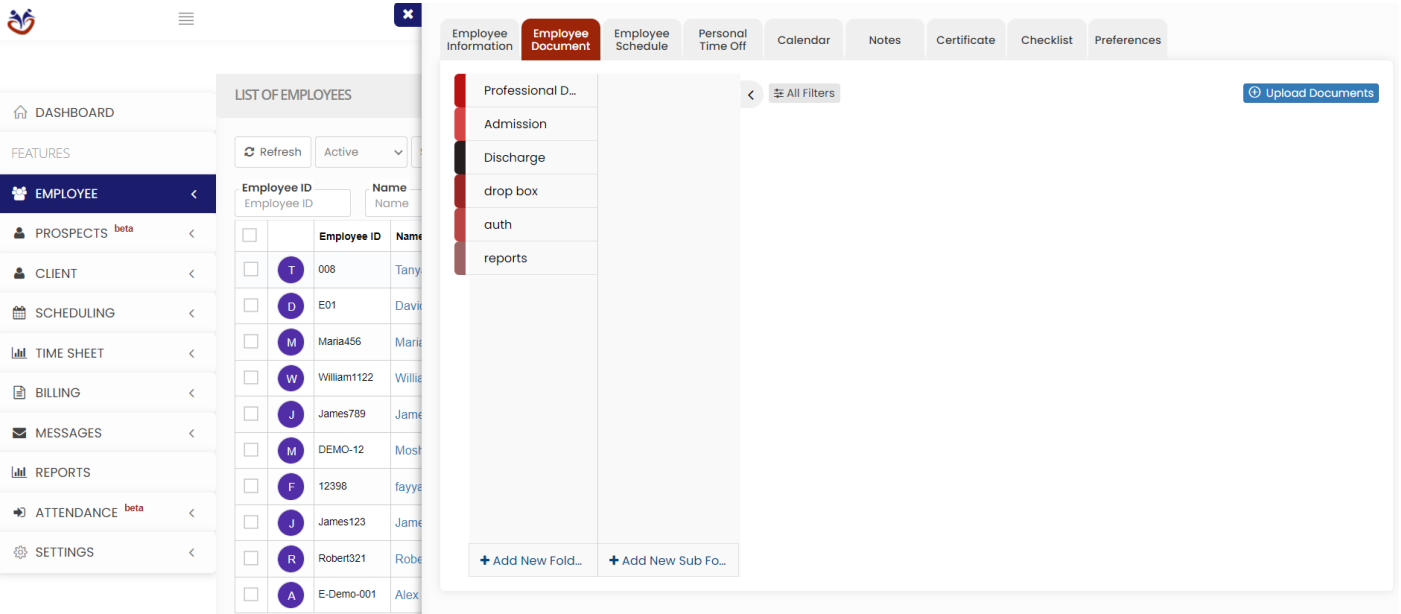 DASHBOARD
FEATURES
EMPLOYEE
PROSPECTS beta
CLIENT
SCHEDULING
TIME SHEET
BILLING
MESSAGES
REPORTS
ATTENDANCE beta
SETTINGS
LIST OF EMPLOYEES
Refresh Active
Employee ID Name
Employee ID Name
Employee ID Name
T 008 Tany
D E01 David
M Maria456 Maria
W William1122 Willia
J James789 Jame
M DEMO-12 Mosh
F 12398 fayya
J James123 Jame
R Robert321 Robe
A E-Demo-001 Alex
Employee Information
Employee Document
Employee Schedule
Personal Time Off
Calendar
Notes
Certificate
Checklist
Preferences
Professional D...
Admission
Discharge
drop box
auth
reports
+ Add New Fold... + Add New Sub Fo...
All Filters
Upload Documents